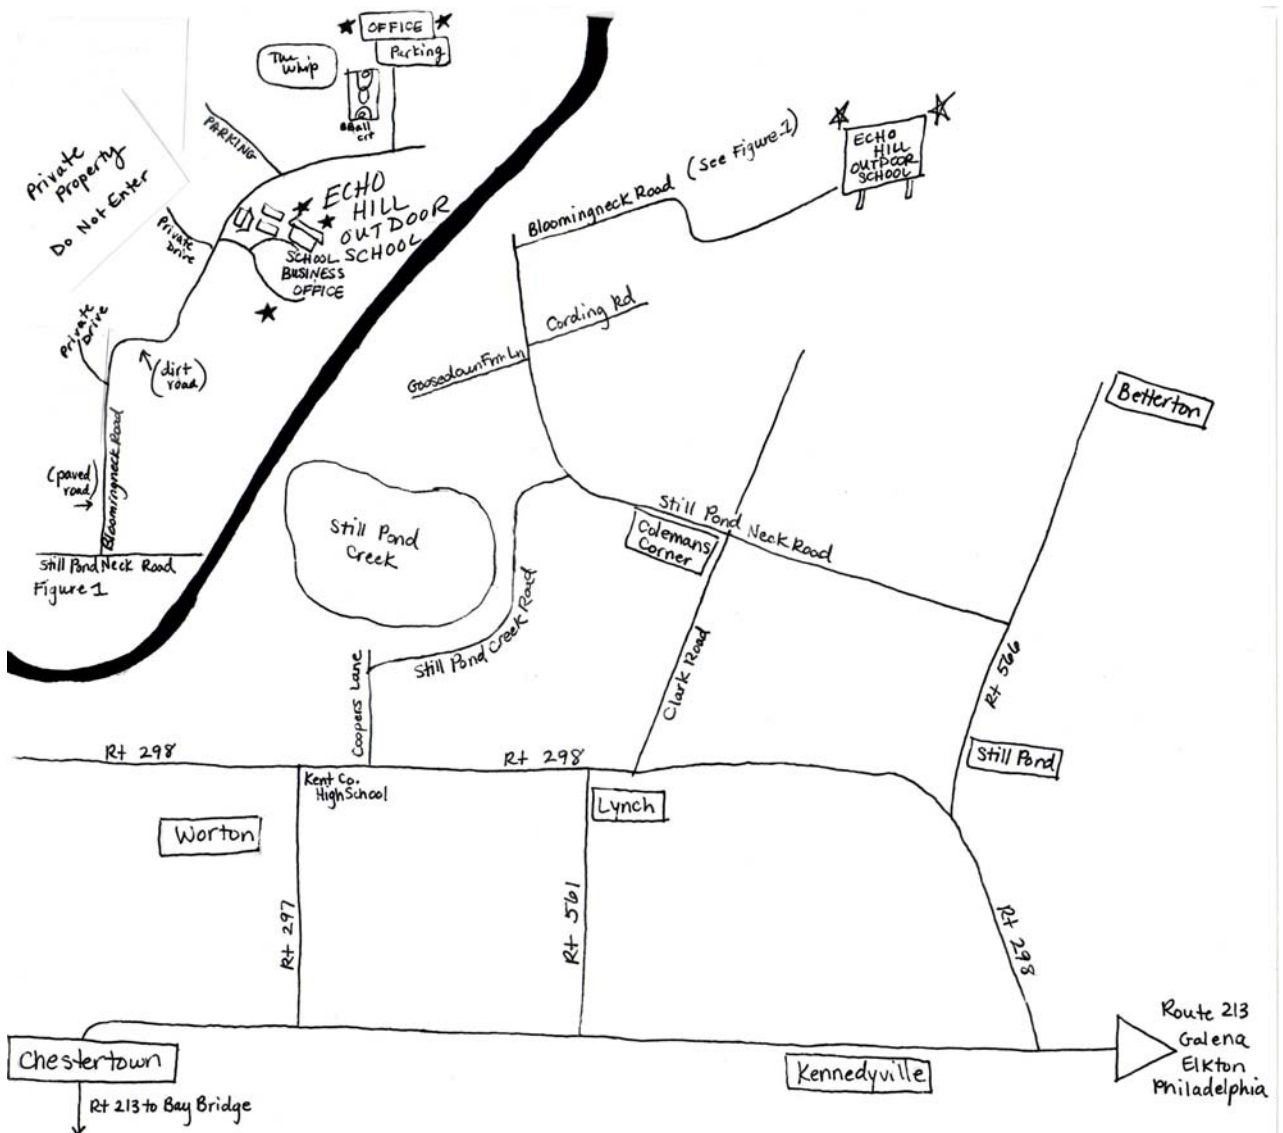 OFFICE
Parking
The
Whip
BBall
crt
PARKING
Private
Property
Do Not Enter
ECHO
HILL
OUTDOOR
SCHOOL
SCHOOL
BUSINESS
OFFICE
Private
Drive
Private
Drive
(dirt
road)
Bloomingneck Road
(paved
road)
Still Pond Neck Road
Figure 1
ECHO
HILL
OUTDOOR
SCHOOL
Bloomingneck Road
(see Figure-1)
Cording Rd
Goosedown Frm Ln
Betterton
Still Pond Neck Road
Colemans
Corner
Still Pond
Creek
Still Pond Creek Road
Coopers Lane
Clark Road
Rt 566
Still Pond
Rt 298
Rt 298
Kent Co.
High School
Lynch
Worton
Rt 297
Rt 561
Rt 298
Chestertown
Rt 213 to Bay Bridge
Kennedyville
Route 213
Galena
Elkton
Philadelphia